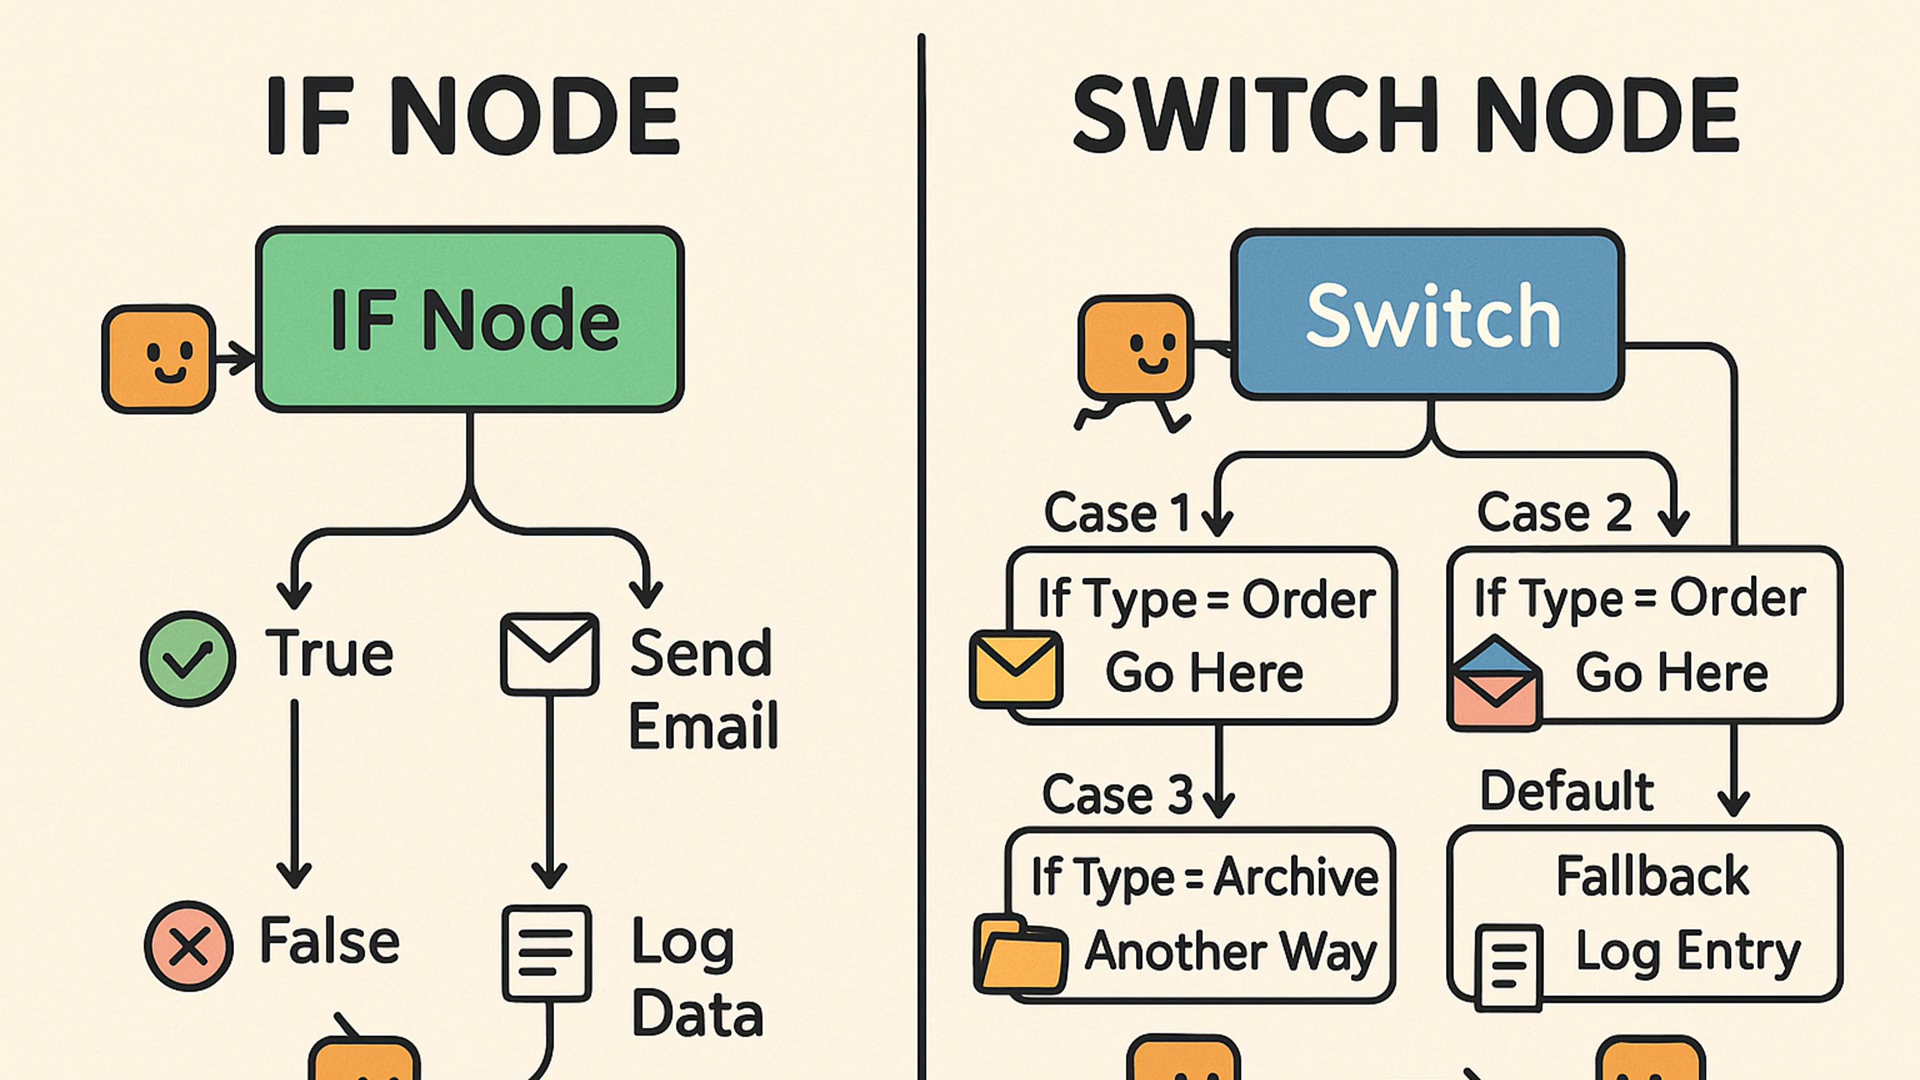 IF NODE
IF Node
True
Send
Email
False
Log
Data
SWITCH NODE
Switch
Case 1
Case 2
If Type = Order
Go Here
If Type = Order
Go Here
Case 3
Default
If Type = Archive
Another Way
Fallback
Log Entry